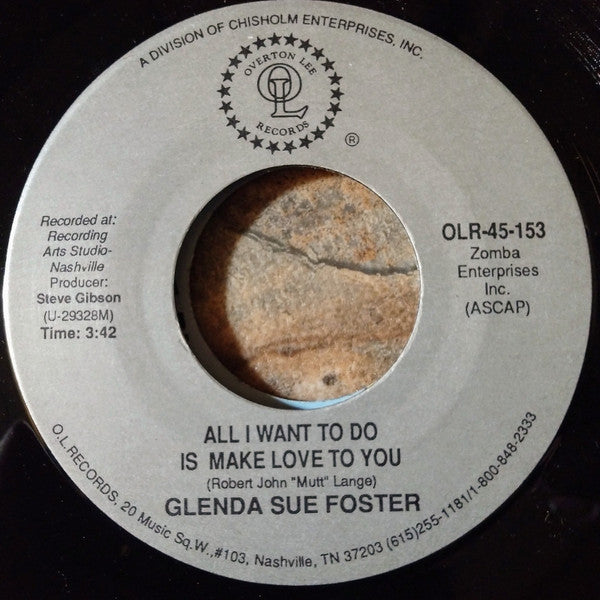 A DIVISION OF CHISHOLM ENTERPRISES, INC.
OVERTON LEE
OL
RECORDS
®
Recorded at:
Recording
Arts Studio-
Nashville
Producer:
Steve Gibson
(U-29328M)
Time: 3:42
OLR-45-153
Zomba
Enterprises
Inc.
(ASCAP)
ALL I WANT TO DO
IS MAKE LOVE TO YOU
(Robert John "Mutt" Lange)
GLENDA SUE FOSTER
O.L.RECORDS, 20 Music Sq.W.,#103, Nashville, TN 37203 (615)255-1181/1-800-848-2333